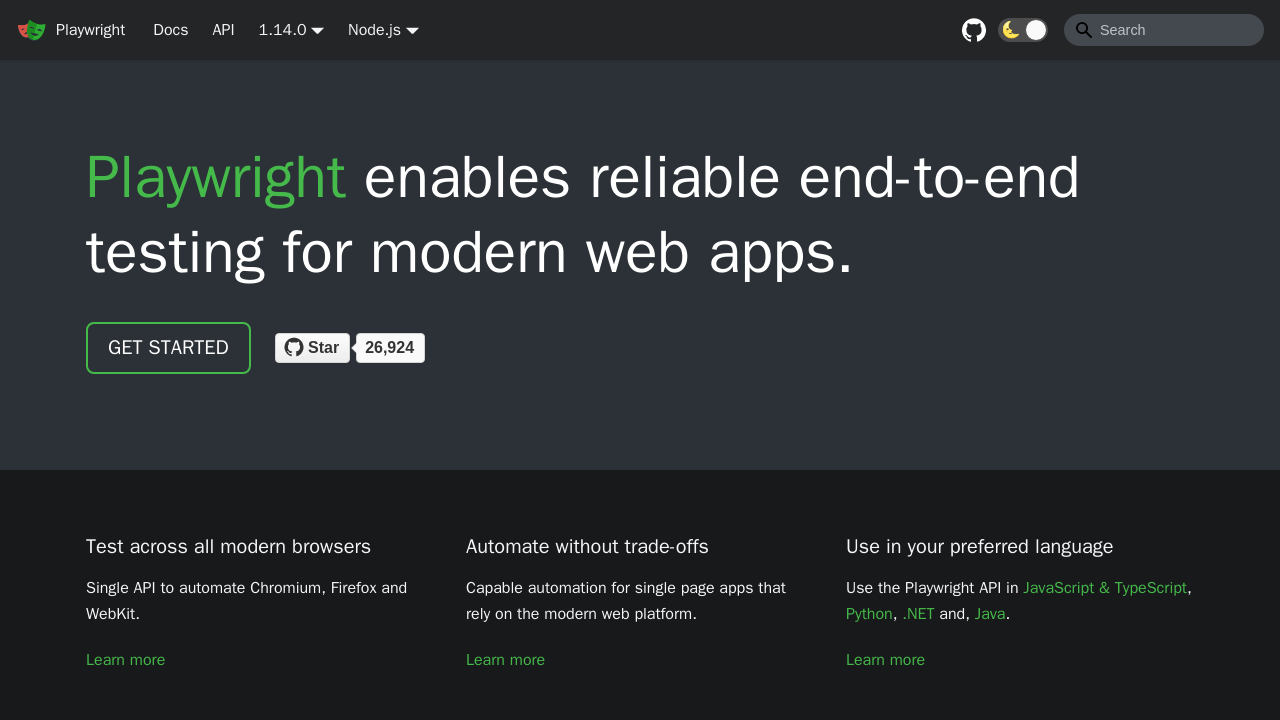 Playwright Docs API 1.14.0 Node.js Search
Playwright enables reliable end-to-end
testing for modern web apps.
GET STARTED Star 26,924
Test across all modern browsers
Single API to automate Chromium, Firefox and
WebKit.
Learn more
Automate without trade-offs
Capable automation for single page apps that
rely on the modern web platform.
Learn more
Use in your preferred language
Use the Playwright API in JavaScript & TypeScript,
Python, .NET and, Java.
Learn more